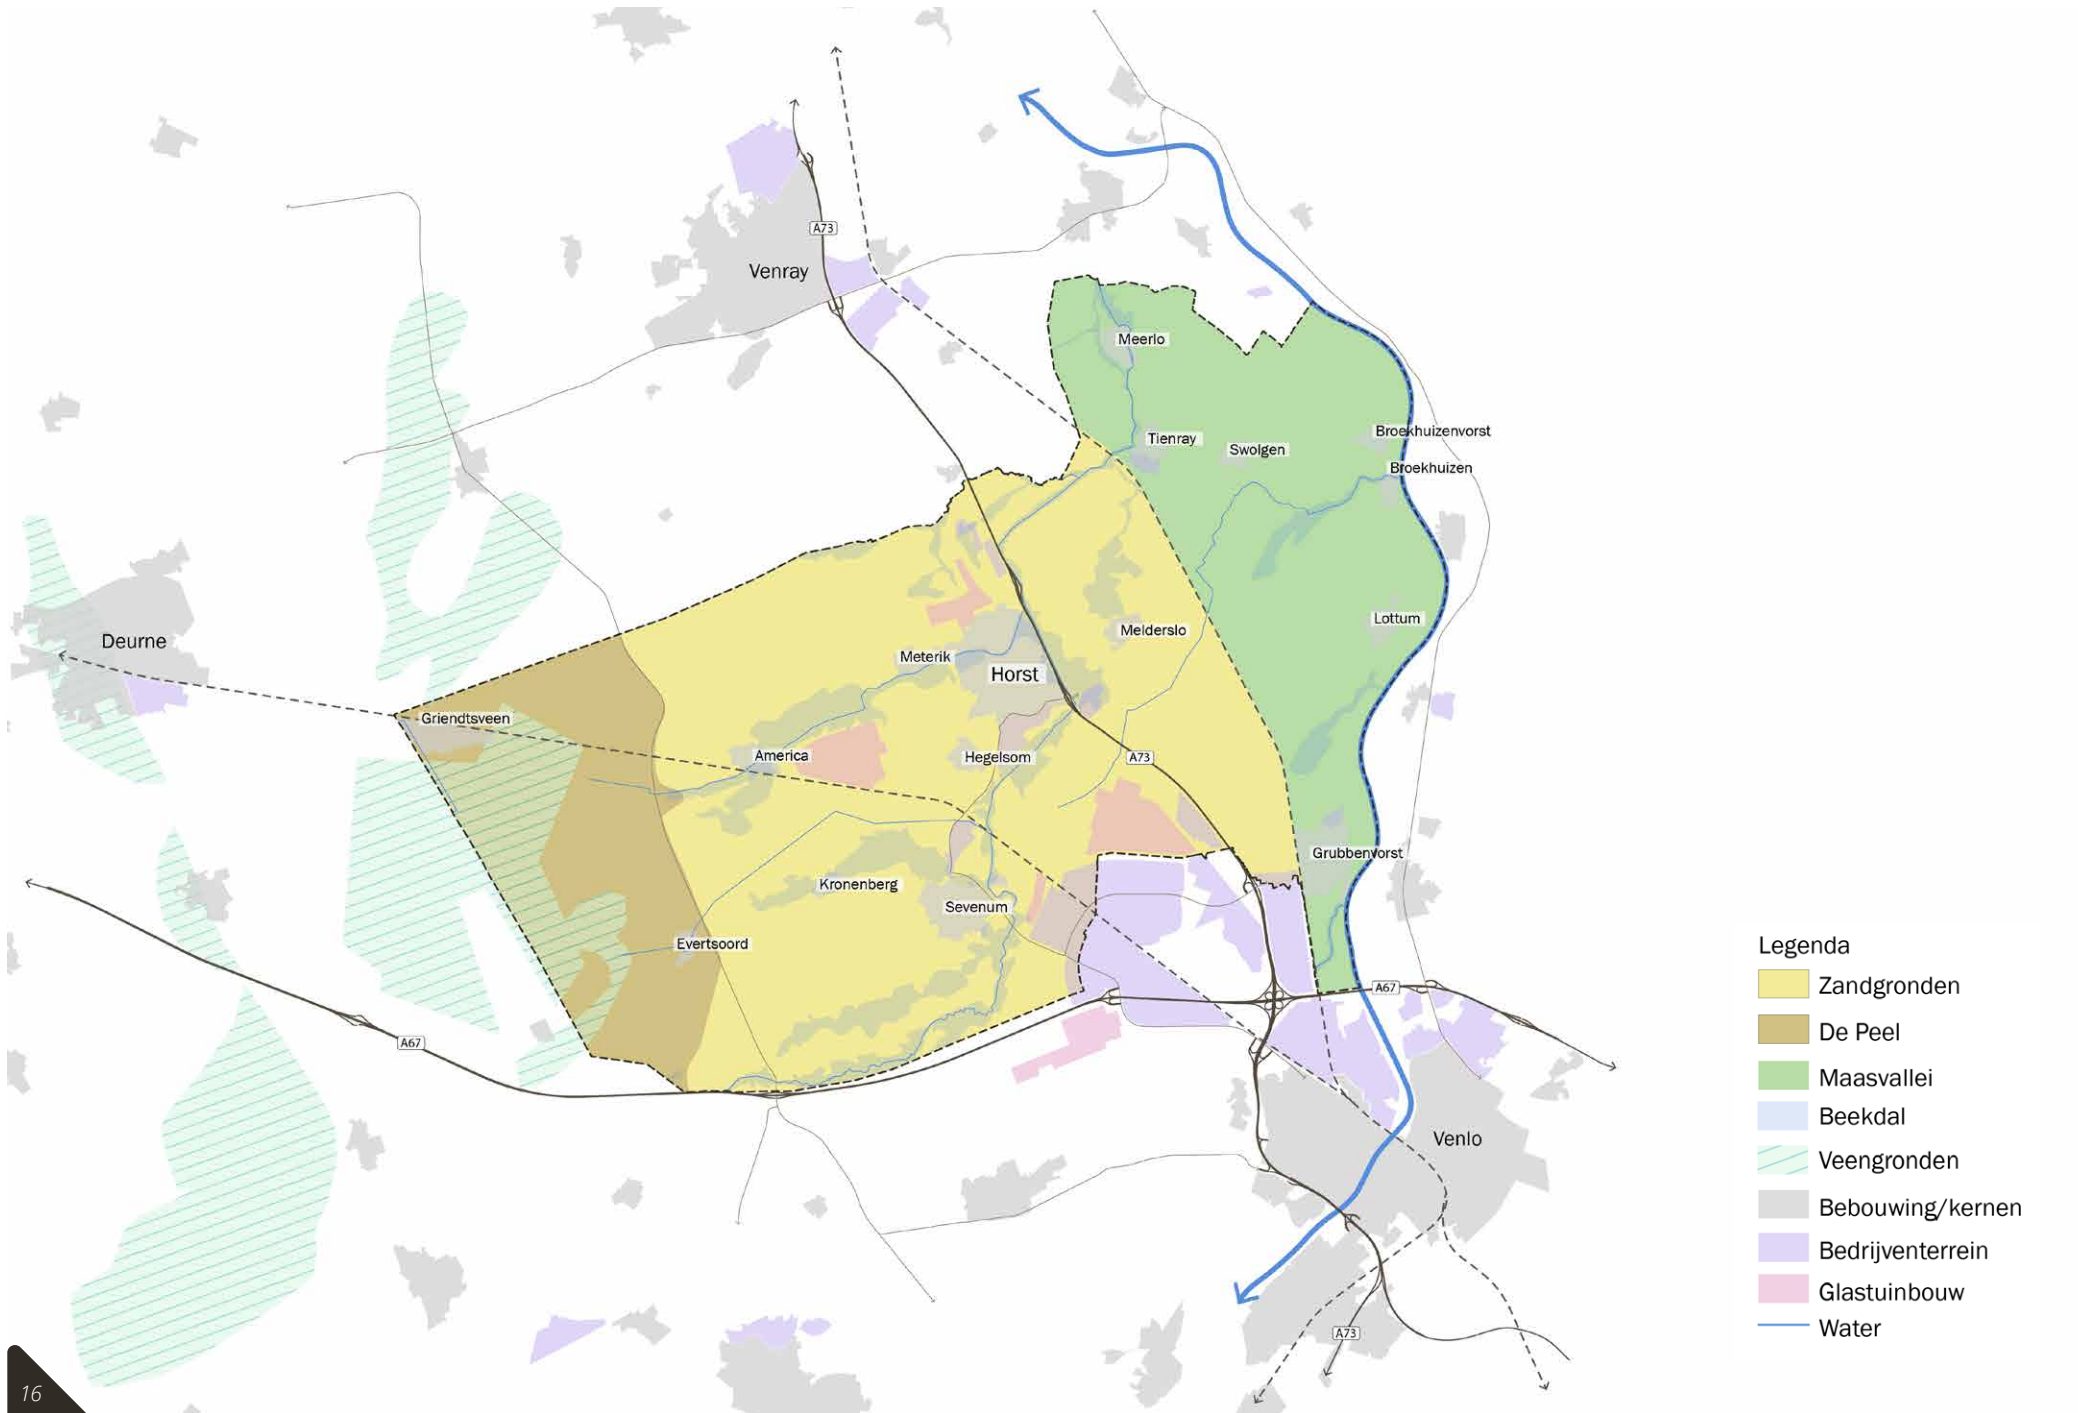 A73
Venray
Meerlo
Tienray
Swolgen
Broekhuizenvorst
Broekhuizen
Deurne
Lottum
Melderslo
Meterik
Horst
Griendtsveen
America
Hegelsom
A73
Grubbenvorst
Kronenberg
Sevenum
Evertsoord
A67
A67
Venlo
A73
Legenda
Zandgronden
De Peel
Maasvallei
Beekdal
Veengronden
Bebouwing/kernen
Bedrijventerrein
Glastuinbouw
Water
16